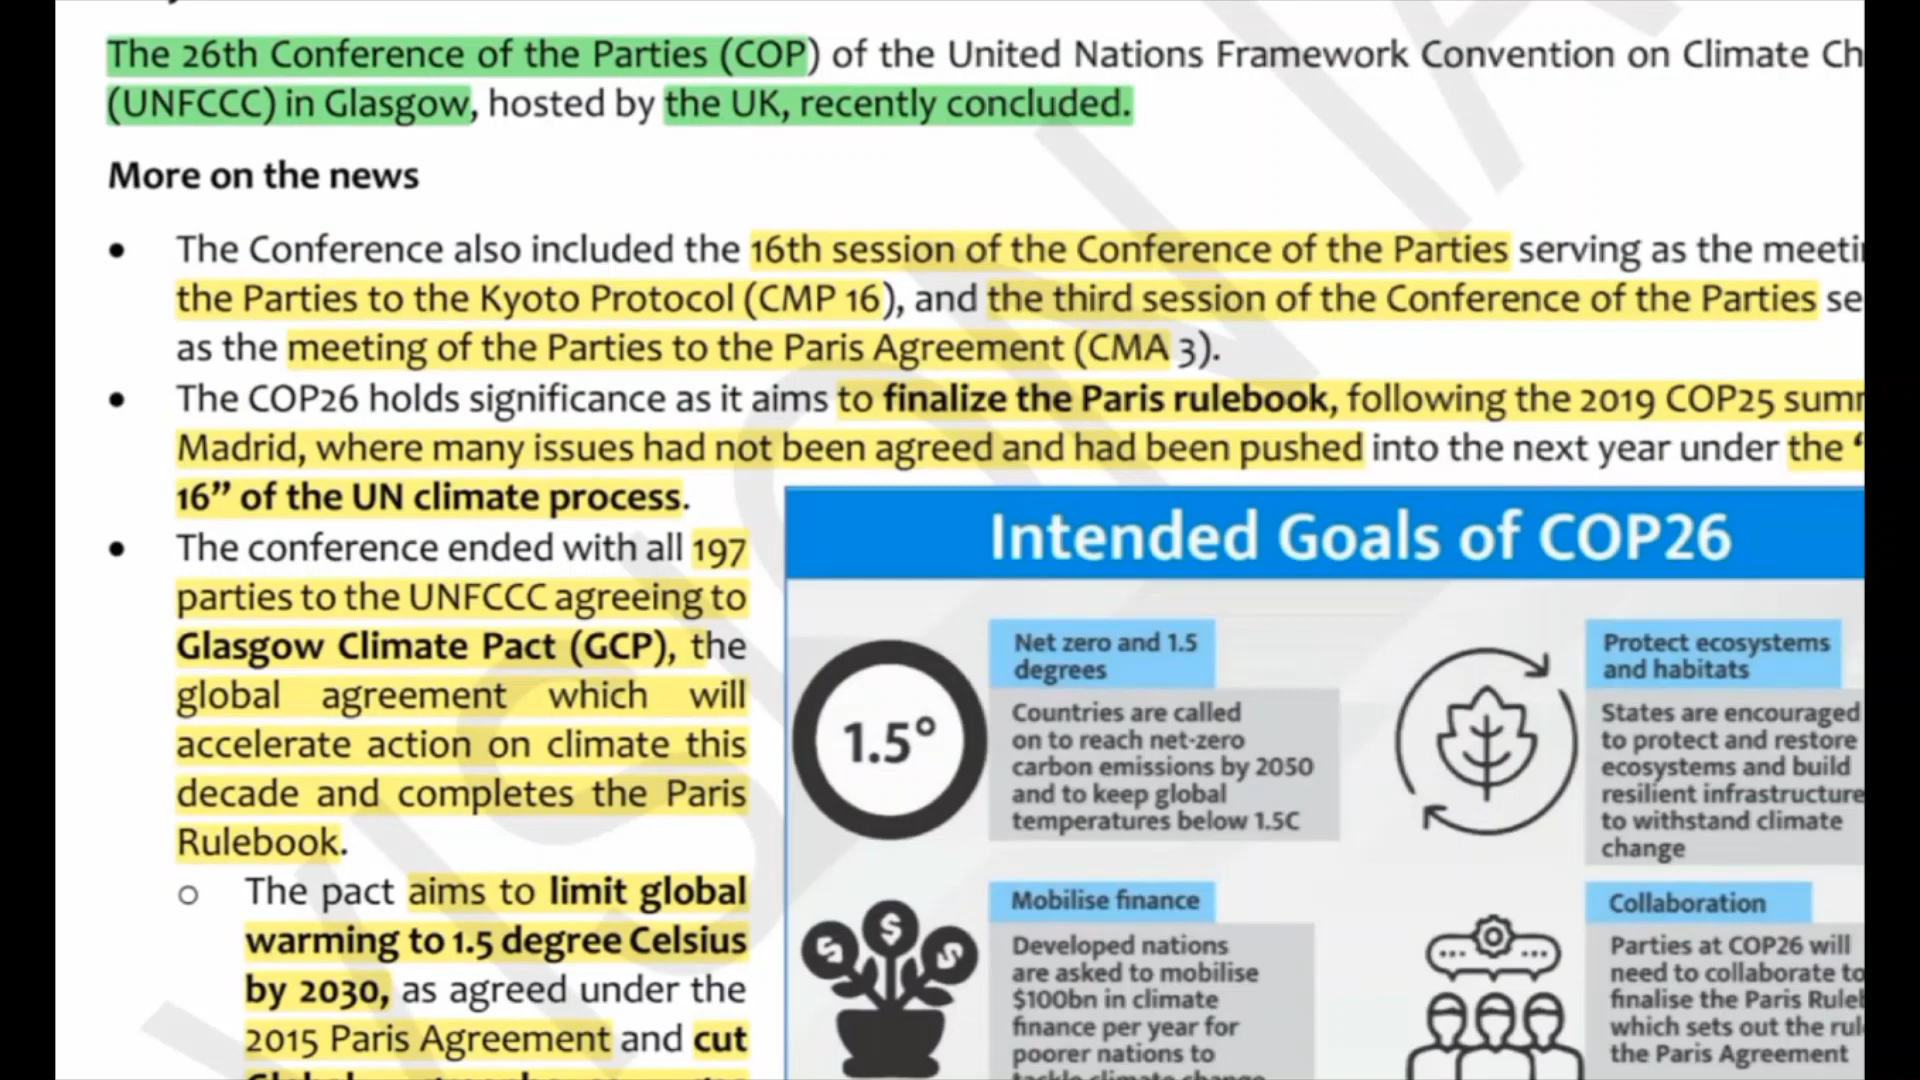 The 26th Conference of the Parties (COP) of the United Nations Framework Convention on Climate Ch
(UNFCCC) in Glasgow, hosted by the UK, recently concluded.
More on the news
• The Conference also included the 16th session of the Conference of the Parties serving as the meeti
the Parties to the Kyoto Protocol (CMP 16), and the third session of the Conference of the Parties se
as the meeting of the Parties to the Paris Agreement (CMA 3).
• The COP26 holds significance as it aims to finalize the Paris rulebook, following the 2019 COP25 sum
Madrid, where many issues had not been agreed and had been pushed into the next year under the “
16” of the UN climate process.
• The conference ended with all 197
parties to the UNFCCC agreeing to
Glasgow Climate Pact (GCP), the
global agreement which will
accelerate action on climate this
decade and completes the Paris
Rulebook.
o The pact aims to limit global
warming to 1.5 degree Celsius
by 2030, as agreed under the
2015 Paris Agreement and cut
Intended Goals of COP26
1.5°
Net zero and 1.5
degrees
Countries are called
on to reach net-zero
carbon emissions by 2050
and to keep global
temperatures below 1.5C
Protect ecosystems
and habitats
States are encouraged
to protect and restore
ecosystems and build
resilient infrastructure
to withstand climate
change
Mobilise finance
Developed nations
are asked to mobilise
$100bn in climate
finance per year for
poorer nations to
tackle climate change
Collaboration
Parties at COP26 will
need to collaborate to
finalise the Paris Rule
which sets out the rul
the Paris Agreement
VISION IA